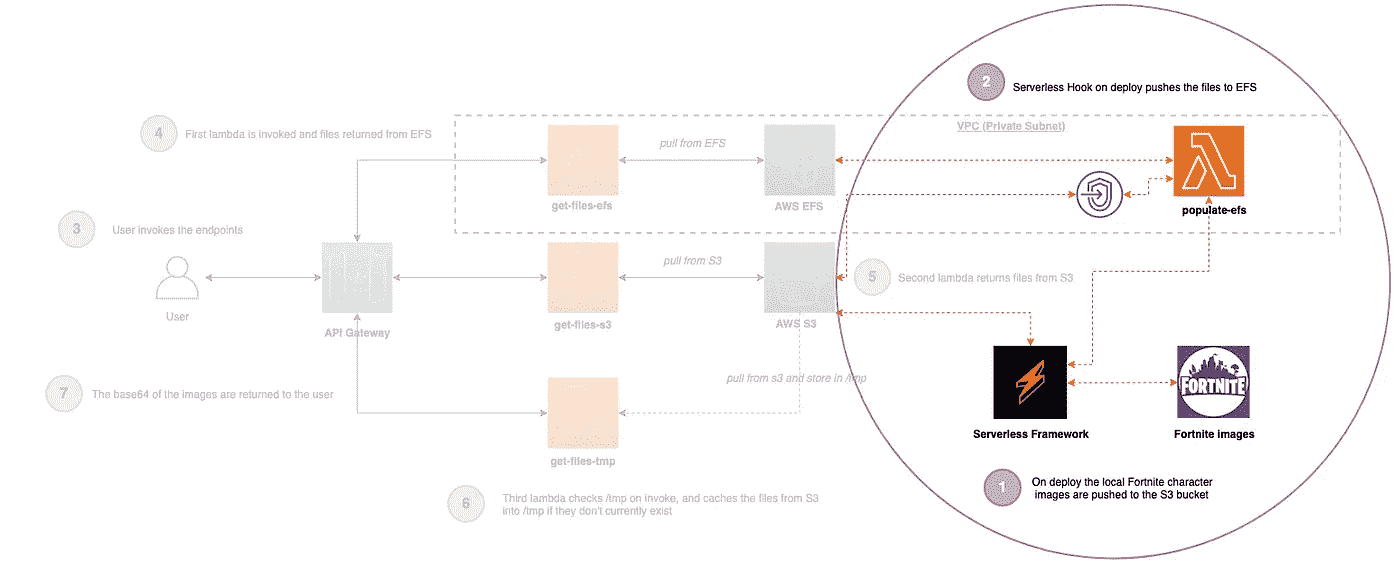 2
Serverless Hook on deploy pushes the files to EFS
4
First lambda is invoked and files returned from EFS
VPC (Private Subnet)
pull from EFS
get-files-efs
AWS EFS
populate-efs
3
User invokes the endpoints
pull from S3
5
Second lambda returns files from S3
User
API Gateway
get-files-s3
AWS S3
7
The base64 of the images are returned to the user
pull from s3 and store in /tmp
FORTNITE
Serverless Framework
Fortnite images
get-files-tmp
6
Third lambda checks /tmp on invoke, and caches the files from S3
into /tmp if they don't currently exist
1
On deploy the local Fortnite character
images are pushed to the S3 bucket